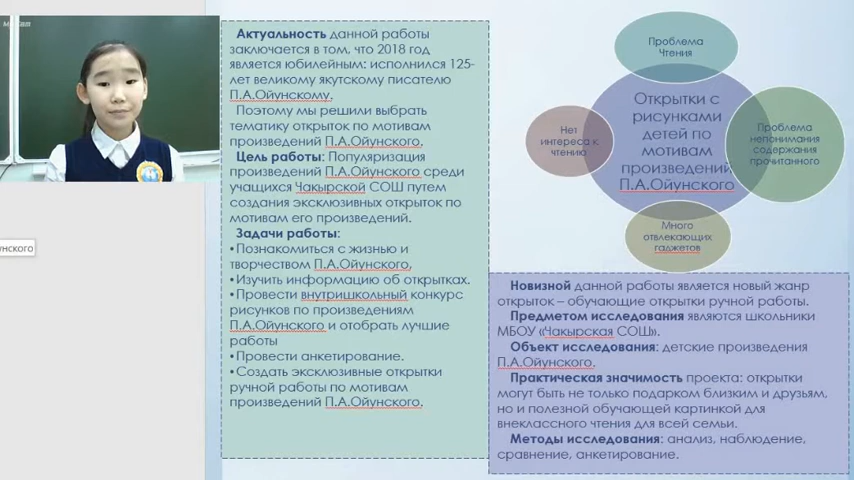 Актуальность данной работы
заключается в том, что 2018 год
является юбилейным: исполнился 125-
лет великому якутскому писателю
П.А.Ойунскому.
Поэтому мы решили выбрать
тематику открыток по мотивам
произведений П.А.Ойунского.
Цель работы: Популяризация
произведений П.А.Ойунского среди
учащихся Чакырской СОШ путем
создания эксклюзивных открыток по
мотивам его произведений.
Задачи работы:
•Познакомиться с жизнью и
творчеством П.А.Ойунского,
•Изучить информацию об открытках.
•Провести внутришкольный конкурс
рисунков по произведениям
П.А.Ойунского и отобрать лучшие
работы
•Провести анкетирование.
•Создать эксклюзивные открытки
ручной работы по мотивам
произведений П.А.Ойунского.
Проблема
Чтения
Открытки с
рисунками
детей по
мотивам
произведений
П.А.Ойунского
Нет
интереса к
чтению
Проблема
непонимания
содержания
прочитанного
Много
отвлекающих
гаджетов
Новизной данной работы является новый жанр
открыток – обучающие открытки ручной работы.
Предметом исследования являются школьники
МБОУ «Чакырская СОШ».
Объект исследования: детские произведения
П.А.Ойунского.
Практическая значимость проекта: открытки
могут быть не только подарком близким и друзьям,
но и полезной обучающей картинкой для
внеклассного чтения для всей семьи.
Методы исследования: анализ, наблюдение,
сравнение, анкетирование.
нского